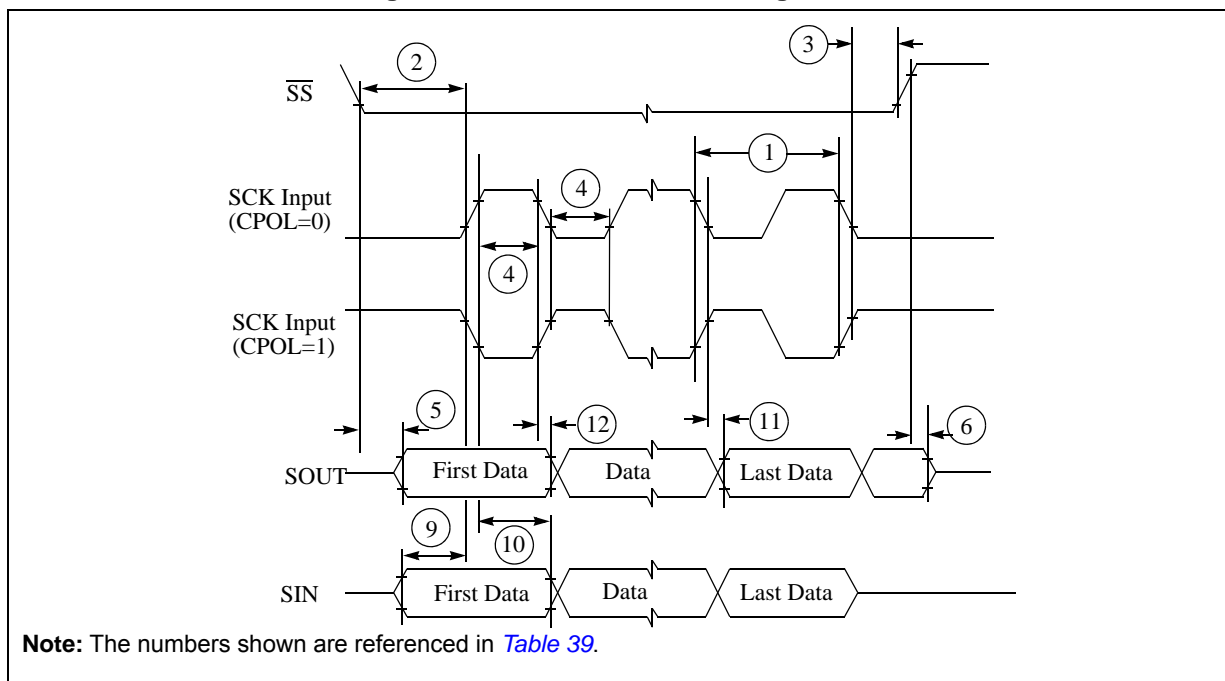 3
2
SS
1
SCK Input
(CPOL=0)
4
4
SCK Input
(CPOL=1)
5
12
11
6
SOUT
First Data
Data
Last Data
9
10
SIN
First Data
Data
Last Data
Note: The numbers shown are referenced in Table 39.